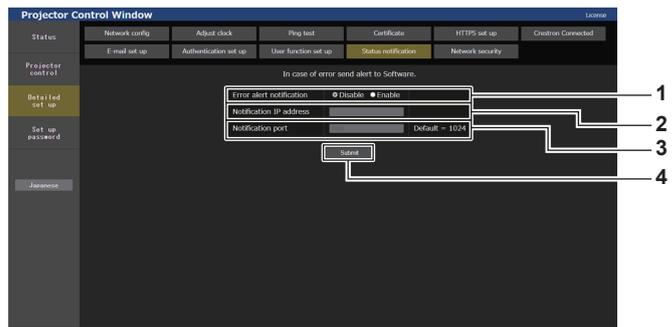 Projector Control Window
License
Status
Projector
control
Detailed
set up
Set up
password
Japanese
Network config
Adjust clock
Ping test
Certificate
HTTPS set up
Crestron Connected
E-mail set up
Authentication set up
User function set up
Status notification
Network security
In case of error send alert to Software.
Error alert notification Disable Enable
1
Notification IP address
2
Notification port Default = 1024
3
Submit
4